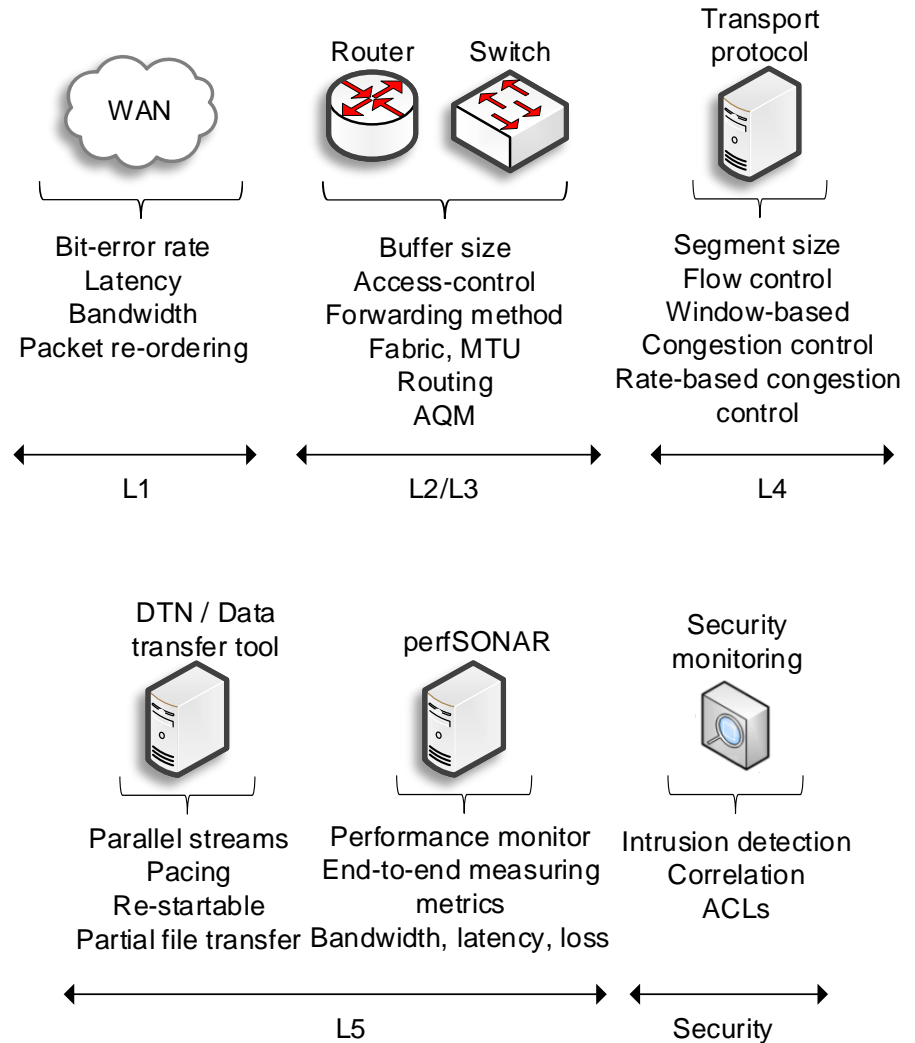 Router
Switch
Transport
protocol
WAN
Bit-error rate
Latency
Bandwidth
Packet re-ordering
Buffer size
Access-control
Forwarding method
Fabric, MTU
Routing
AQM
Segment size
Flow control
Window-based
Congestion control
Rate-based congestion
control
L1
L2/L3
L4
DTN / Data
transfer tool
perfSONAR
Security
monitoring
Parallel streams
Pacing
Re-startable
Partial file transfer
Performance monitor
End-to-end measuring
metrics
Bandwidth, latency, loss
Intrusion detection
Correlation
ACLs
L5
Security